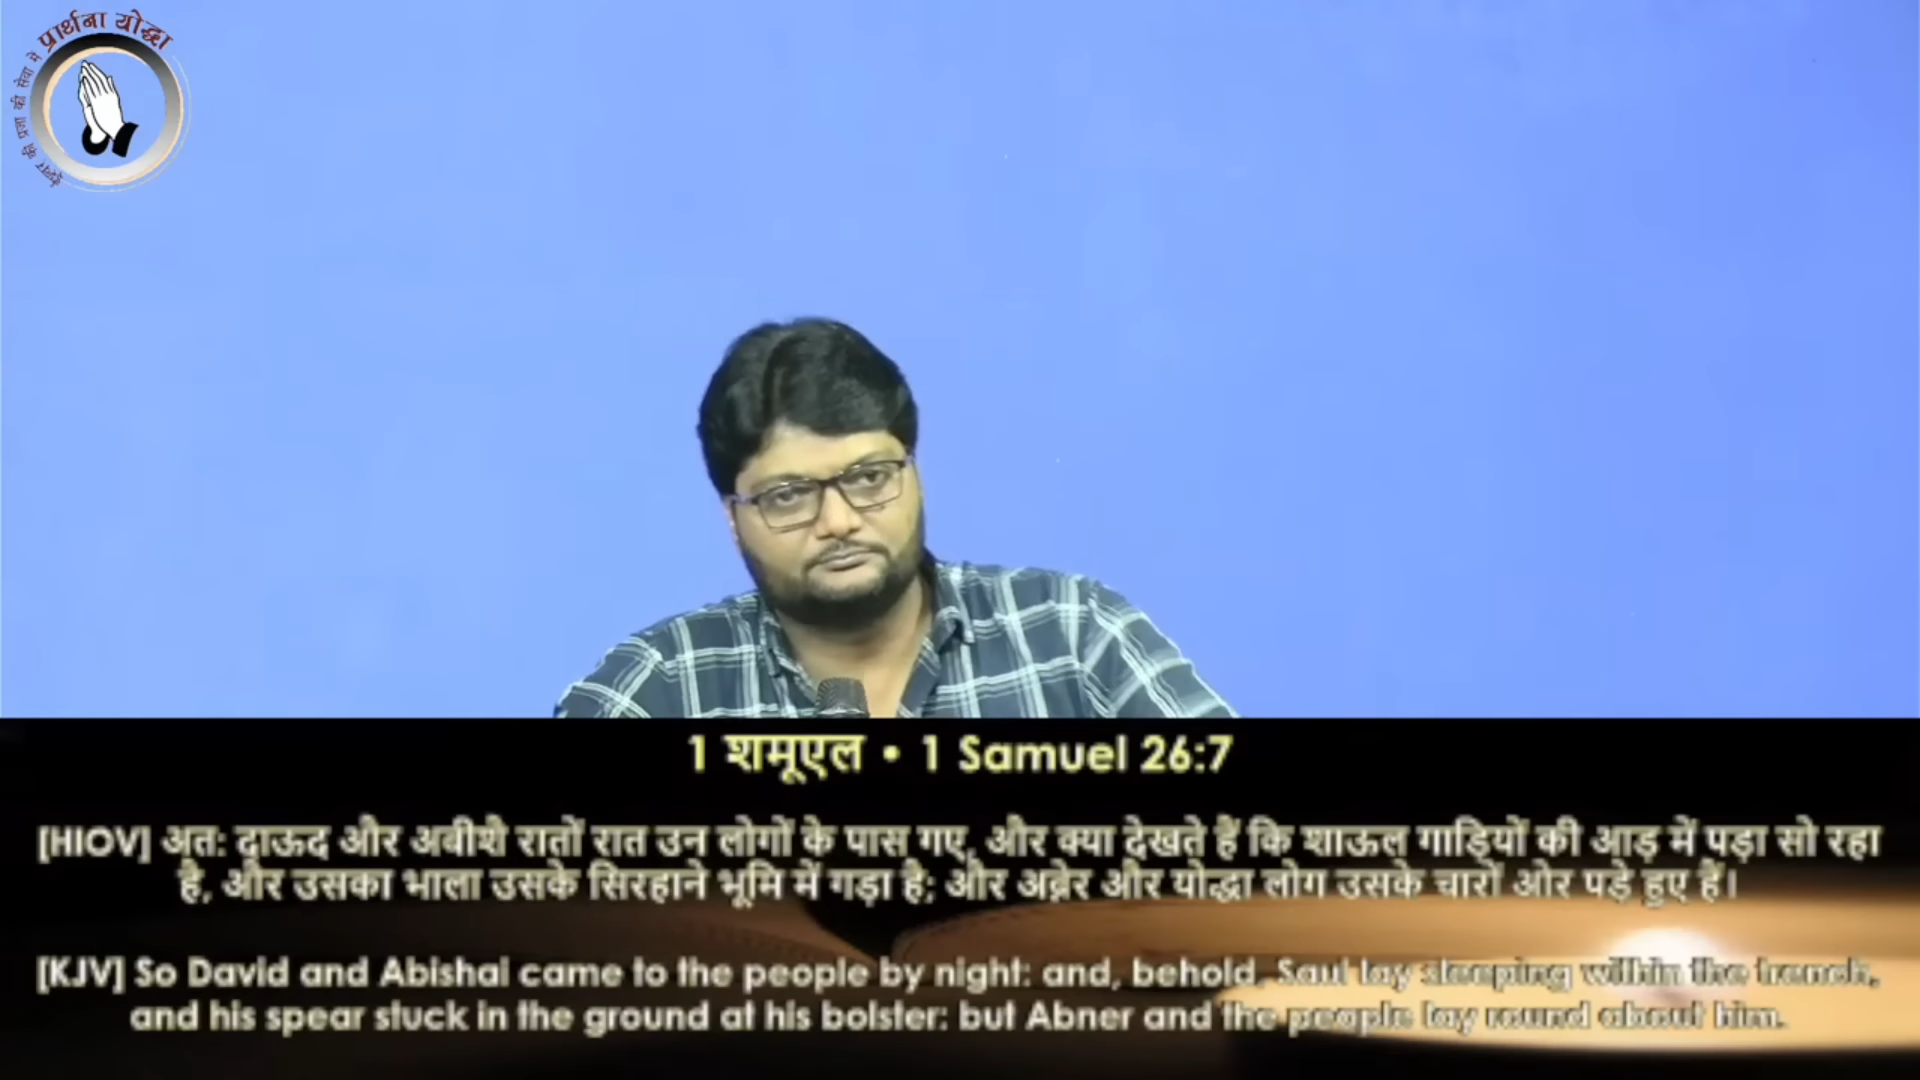 प्रार्थना योद्धा
ईश्वर की प्रजा की सेवा में
1 शमूएल • 1 Samuel 26:7
[HIOV] अत: दाऊद और अबीशै रातों रात उन लोगों के पास गए, और क्या देखते हैं कि शाऊल गाड़ियों की आड़ में पड़ा सो रहा
है, और उसका भाला उसके सिरहाने भूमि में गड़ा है; और अब्नेर और योद्धा लोग उसके चारों ओर पड़े हुए हैं।
[KJV] So David and Abishai came to the people by night: and, behold, Saul lay sleeping within the trench,
and his spear stuck in the ground at his bolster: but Abner and the people lay round about him.